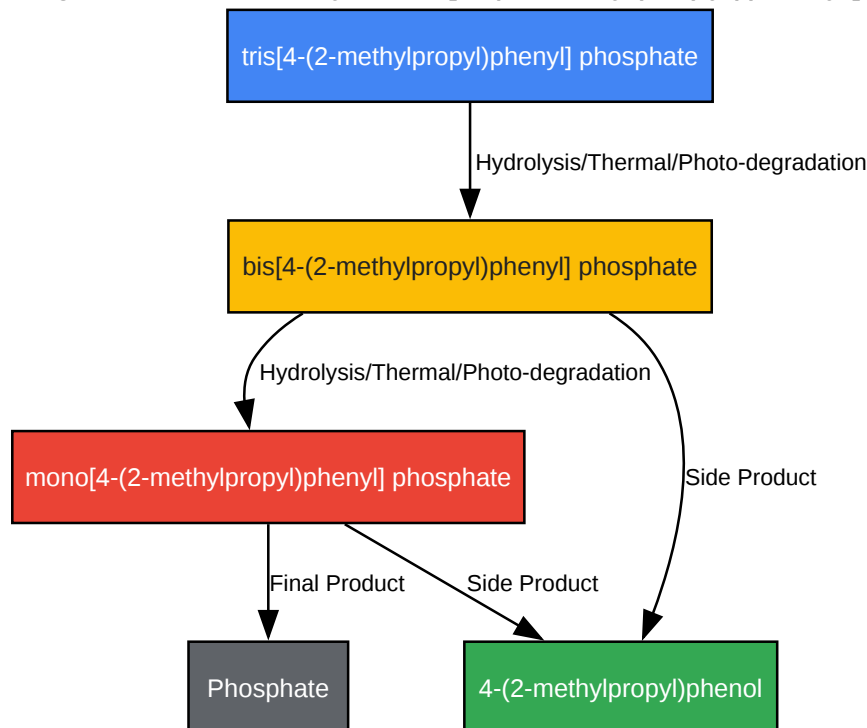 tris[4-(2-methylpropyl)phenyl] phosphate
Hydrolysis/Thermal/Photo-degradation
bis[4-(2-methylpropyl)phenyl] phosphate
Hydrolysis/Thermal/Photo-degradation
mono[4-(2-methylpropyl)phenyl] phosphate
Side Product
Final Product
Side Product
Phosphate
4-(2-methylpropyl)phenol